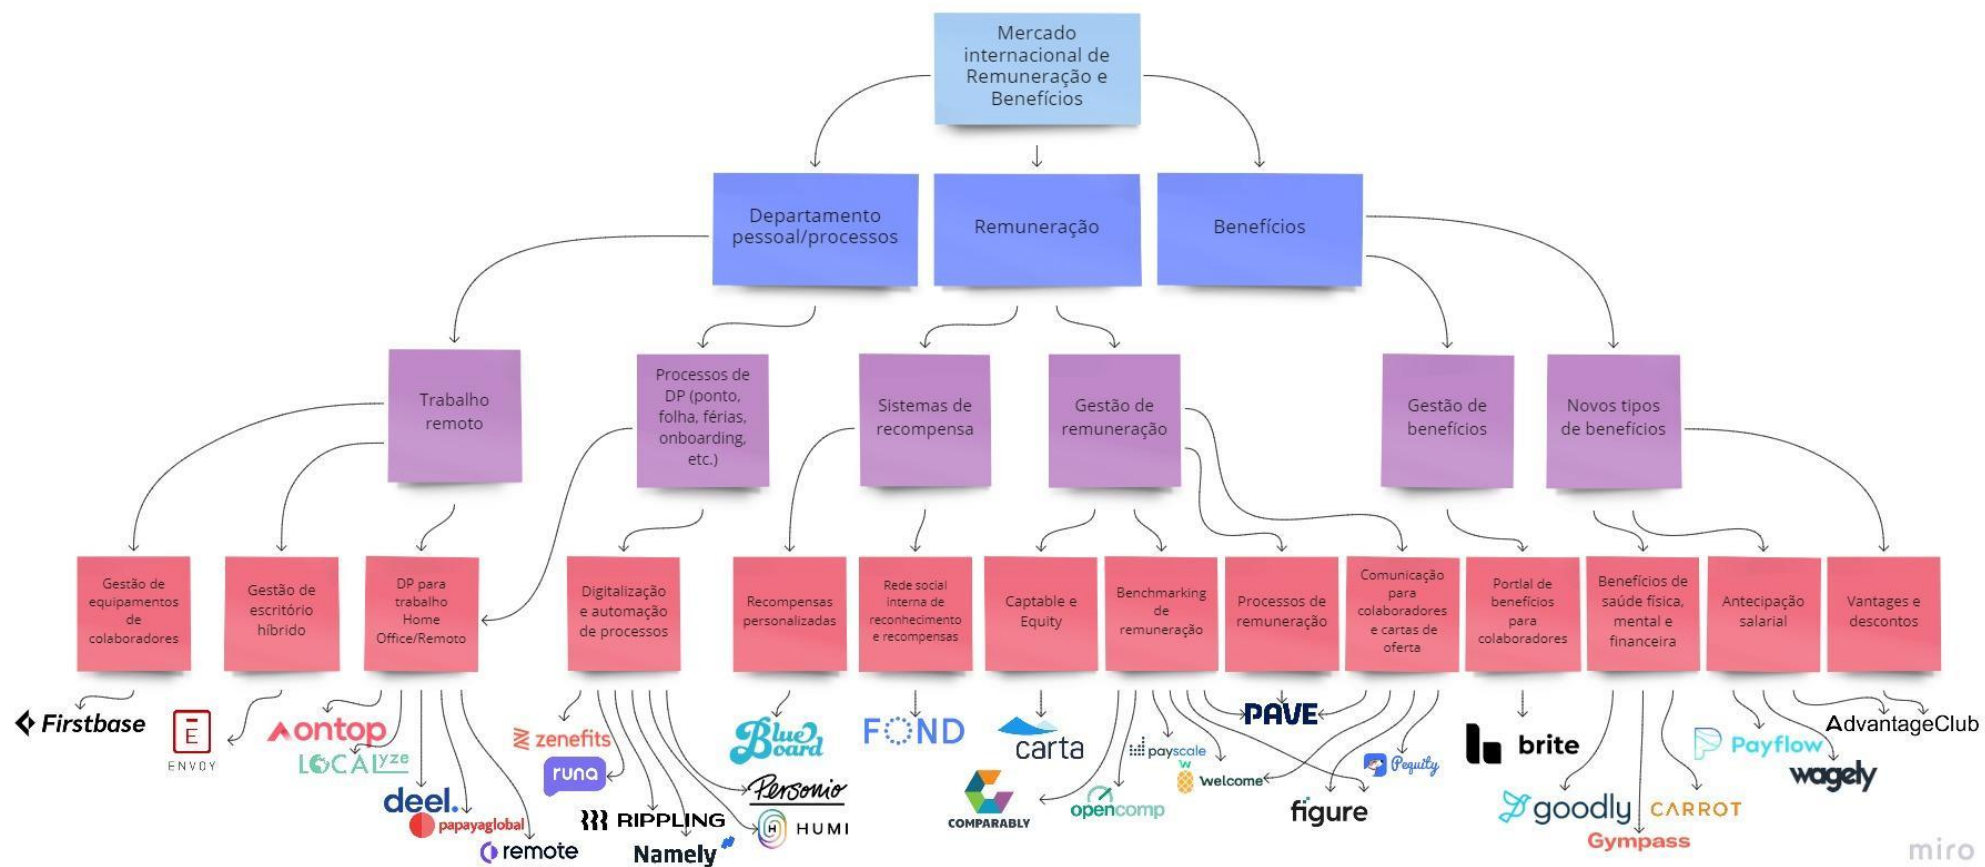 Mercado
internacional de
Remuneração e
Benefícios
Departamento
pessoal/processos
Remuneração
Benefícios
Trabalho
remoto
Processos de
DP (ponto,
folha, férias,
onboarding,
etc.)
Sistemas de
recompensa
Gestão de
remuneração
Gestão de
benefícios
Novos tipos
de benefícios
Gestão de
equipamentos
de
colaboradores
Gestão de
escritório
híbrido
DP para
trabalho
Home
Office/Remoto
Digitalização
e automação
de processos
Recompensas
personalizadas
Rede social
interna de
reconhecimento
e recompensas
Captable e
Equity
Benchmarking
de
remuneração
Processos de
remuneração
Comunicação
para
colaboradores
e cartas de
oferta
Portlal de
benefícios
para
colaboradores
Benefícios de
saúde física,
mental e
financeira
Antecipação
salarial
Vantages e
descontos
Firstbase
E
ENVOY
ontop
LOCALyze
deel.
papayaglobal
remote
zenefits
runa
RIPPLING
Namely
Personio
H HUMI
Blue
Board
FOND
carta
COMPARABLY
opencomp
payscale
w
welcome
PAVE
figure
Pequity
brite
goodly
Gympass
CARROT
Payflow
wagely
AdvantageClub
miro